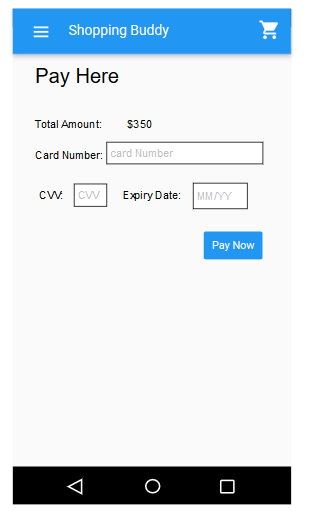 Shopping Buddy
Pay Here
Total Amount: $350
Card Number: card Number
CVV: CVV Expiry Date: MM/YY
Pay Now